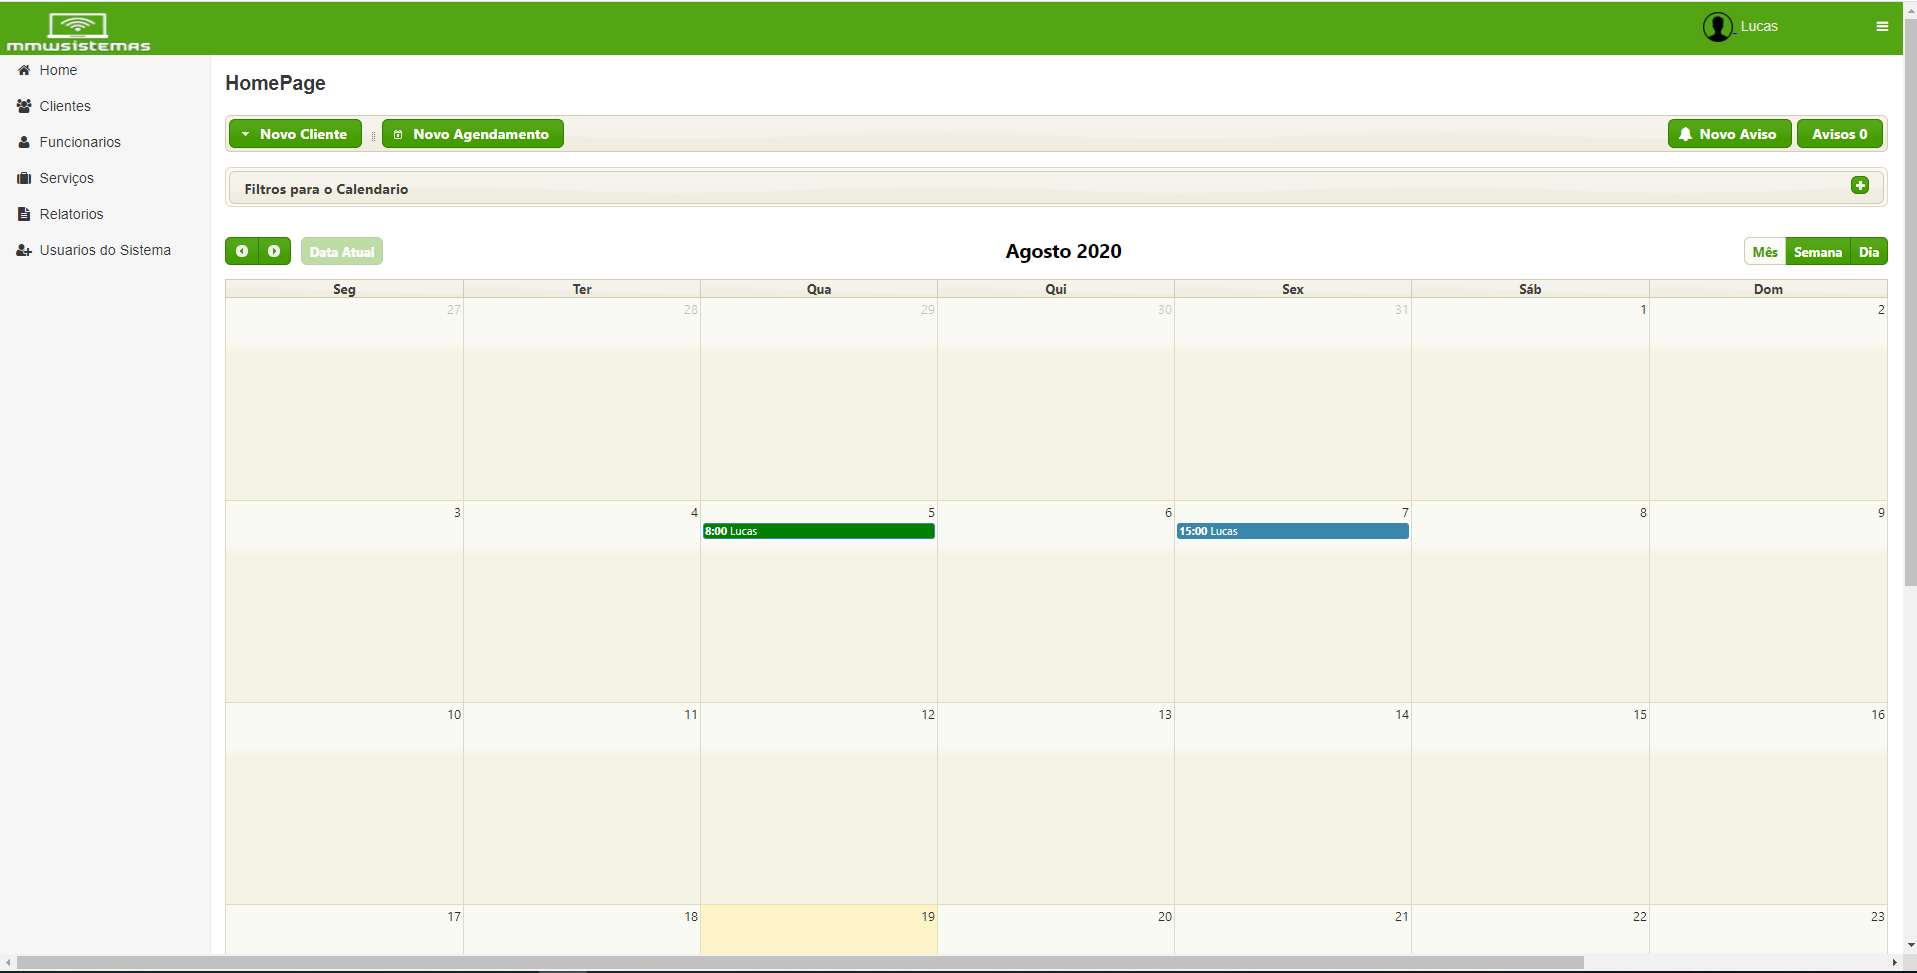 mmwsistemas
Lucas
Home
Clientes
Funcionarios
Serviços
Relatorios
Usuarios do Sistema
HomePage
Novo Cliente
Novo Agendamento
Novo Aviso
Avisos 0
Filtros para o Calendario
Data Atual
Agosto 2020
Mês Semana Dia
Seg Ter Qua Qui Sex Sáb Dom
27 28 29 30 31 1 2
3 4 5 6 7 8 9
8:00 Lucas
15:00 Lucas
10 11 12 13 14 15 16
17 18 19 20 21 22 23